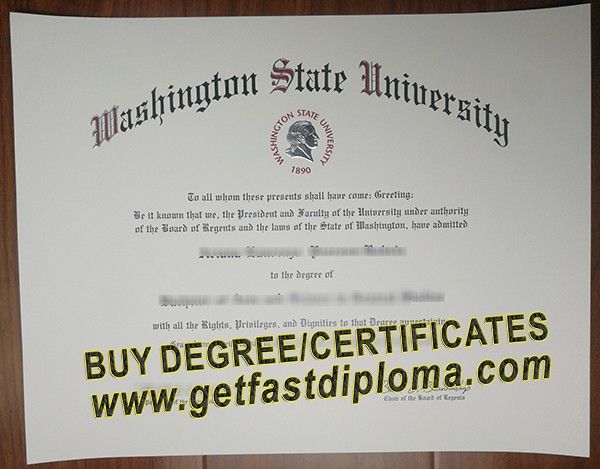 Washington State University
WASHINGTON STATE UNIVERSITY
1890
To all whom these presents shall have come: Greeting:
Be it known that we, the President and Faculty of the University under authority
of the Board of Regents and the laws of the State of Washington, have admitted
to the degree of
with all the Rights, Privileges, and Dignities to that Degree appertaining
BUY DEGREE/CERTIFICATES
www.getfastdiploma.com
Chair of the Board of Regents